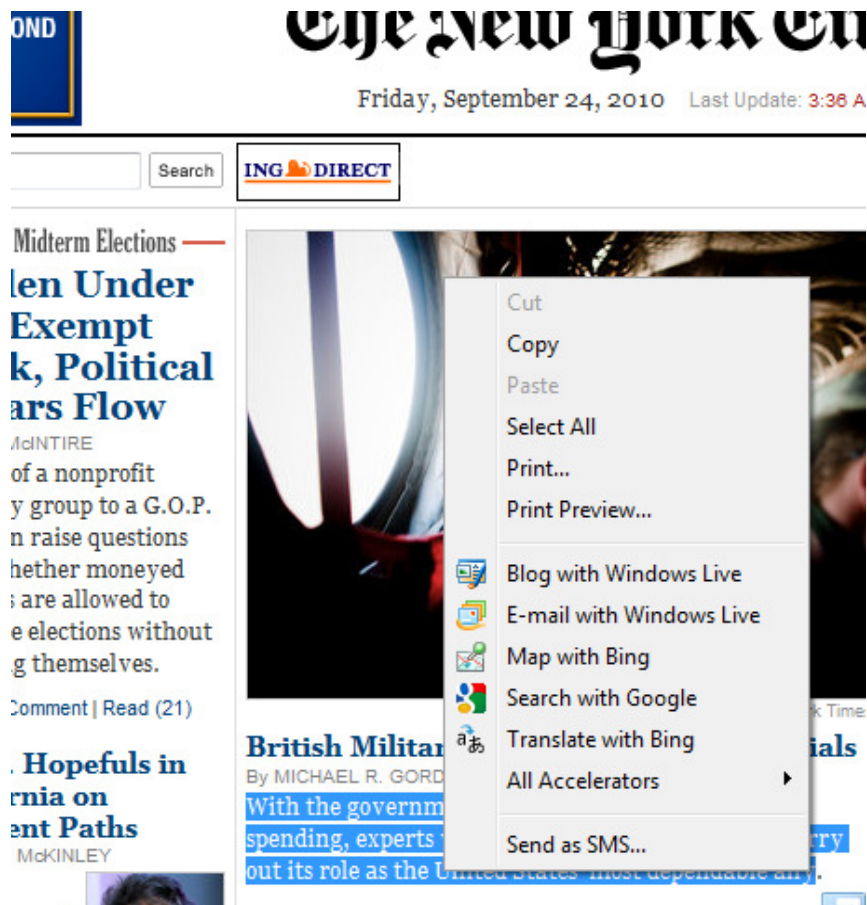 OND
The New York
Friday, September 24, 2010 Last Update: 3:36 A
Search
ING DIRECT
Midterm Elections
len Under
Exempt
k, Political
ars Flow
McINTIRE
of a nonprofit
y group to a G.O.P.
n raise questions
hether moneyed
s are allowed to
e elections without
g themselves.
Comment | Read (21)
. Hopefuls in
rnia on
ent Paths
McKINLEY
Cut
Copy
Paste
Select All
Print...
Print Preview...
Blog with Windows Live
E-mail with Windows Live
Map with Bing
Search with Google
Translate with Bing
All Accelerators
Send as SMS...
k Time
British Militar
ials
By MICHAEL R. GORD
With the governm
spending, experts
rry
out its role as the United States' most dependable ally.